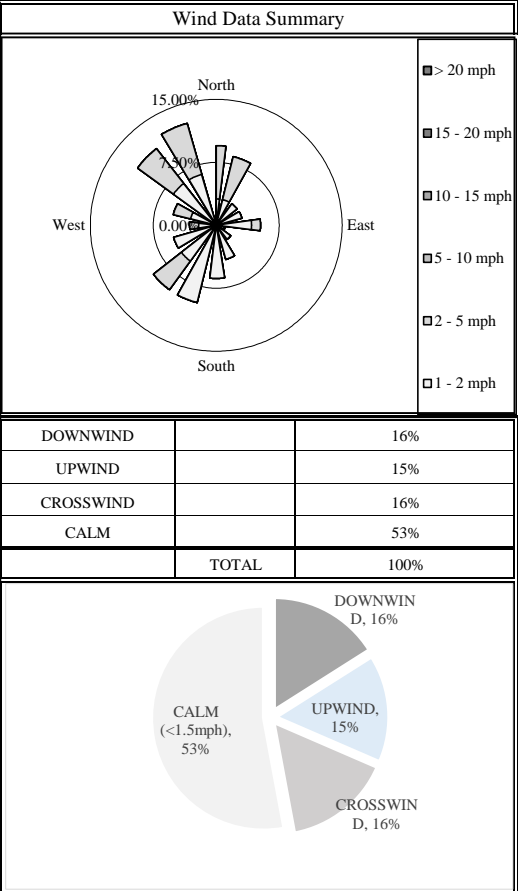 Wind Data Summary
North
15.00%
7.50%
0.00%
West
East
South
> 20 mph
15 - 20 mph
10 - 15 mph
5 - 10 mph
2 - 5 mph
1 - 2 mph
DOWNWIND 16%
UPWIND 15%
CROSSWIND 16%
CALM 53%
TOTAL 100%
DOWNWIN
D, 16%
UPWIND,
15%
CROSSWIN
D, 16%
CALM
(<1.5mph),
53%